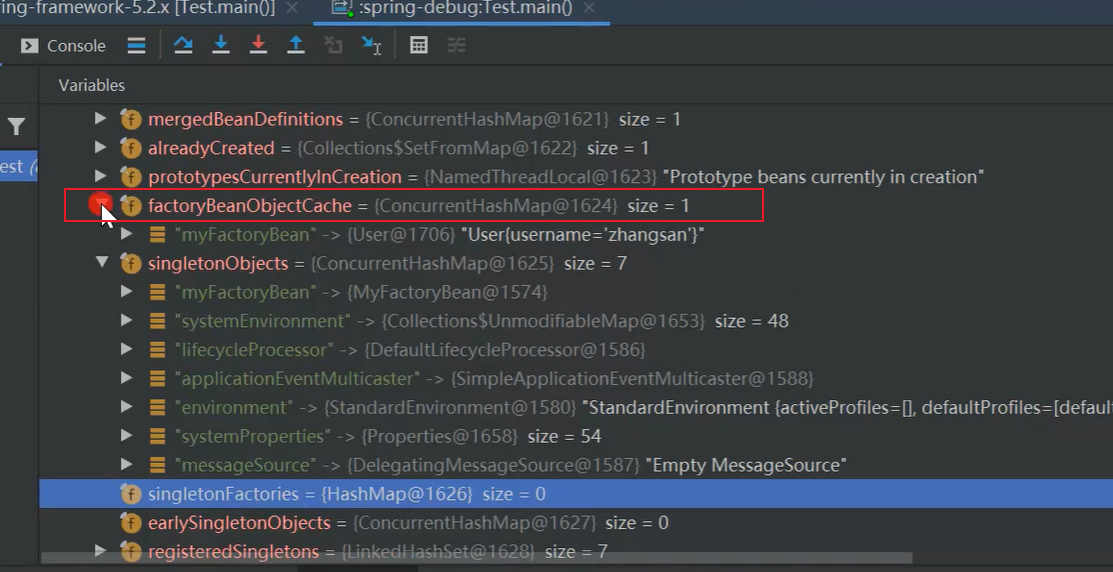 ring-framework-5.2.x [Test.main()] × :spring-debug:Test.main() ×
Console
Variables
mergedBeanDefinitions = {ConcurrentHashMap@1621} size = 1
alreadyCreated = {Collections$SetFromMap@1622} size = 1
est (
prototypesCurrentlyInCreation = {NamedThreadLocal@1623} "Prototype beans currently in creation"
factoryBeanObjectCache = {ConcurrentHashMap@1624} size = 1
"myFactoryBean" -> {User@1706} "User{username='zhangsan'}"
singletonObjects = {ConcurrentHashMap@1625} size = 7
"myFactoryBean" -> {MyFactoryBean@1574}
"systemEnvironment" -> {Collections$UnmodifiableMap@1653} size = 48
"lifecycleProcessor" -> {DefaultLifecycleProcessor@1586}
"applicationEventMulticaster" -> {SimpleApplicationEventMulticaster@1588}
"environment" -> {StandardEnvironment@1580} "StandardEnvironment {activeProfiles=[], defaultProfiles=[defaul
"systemProperties" -> {Properties@1658} size = 54
"messageSource" -> {DelegatingMessageSource@1587} "Empty MessageSource"
singletonFactories = {HashMap@1626} size = 0
earlySingletonObjects = {ConcurrentHashMap@1627} size = 0
registeredSingletons = {LinkedHashSet@1628} size = 7